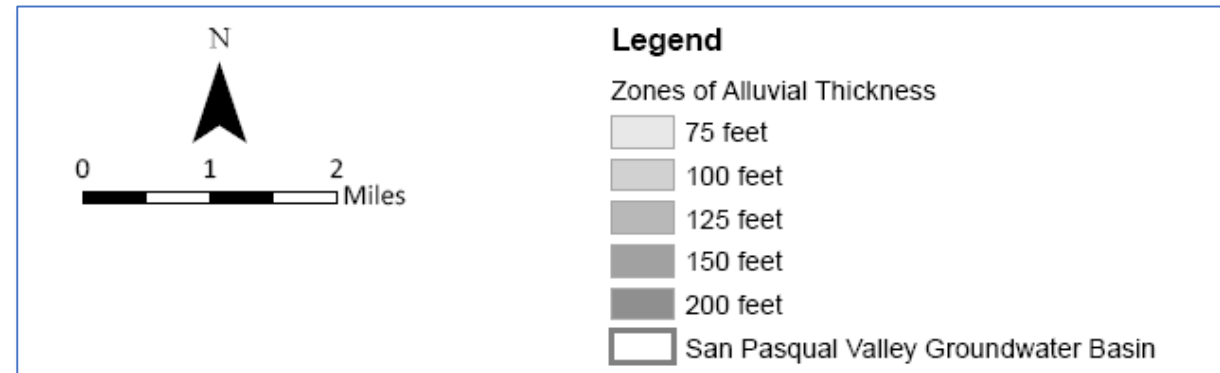 N
0 1 2
Miles
Legend
Zones of Alluvial Thickness
75 feet
100 feet
125 feet
150 feet
200 feet
San Pasqual Valley Groundwater Basin